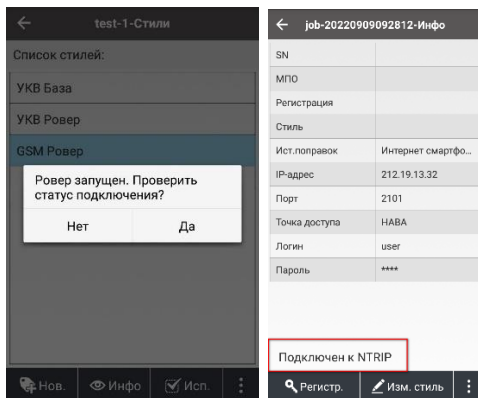 test-1-Стили
Список стилей:
УКВ База
УКВ Ровер
GSM Ровер
Ровер запущен. Проверить
статус подключения?
Нет Да
Нов. Инфо Исп.
job-20220909092812-Инфо
SN
МПО
Регистрация
Стиль
Ист.поправок Интернет смартфо...
IP-адрес 212.19.13.32
Порт 2101
Точка доступа HABA
Логин user
Пароль ****
Подключен к NTRIP
Регистр. Изм. стиль